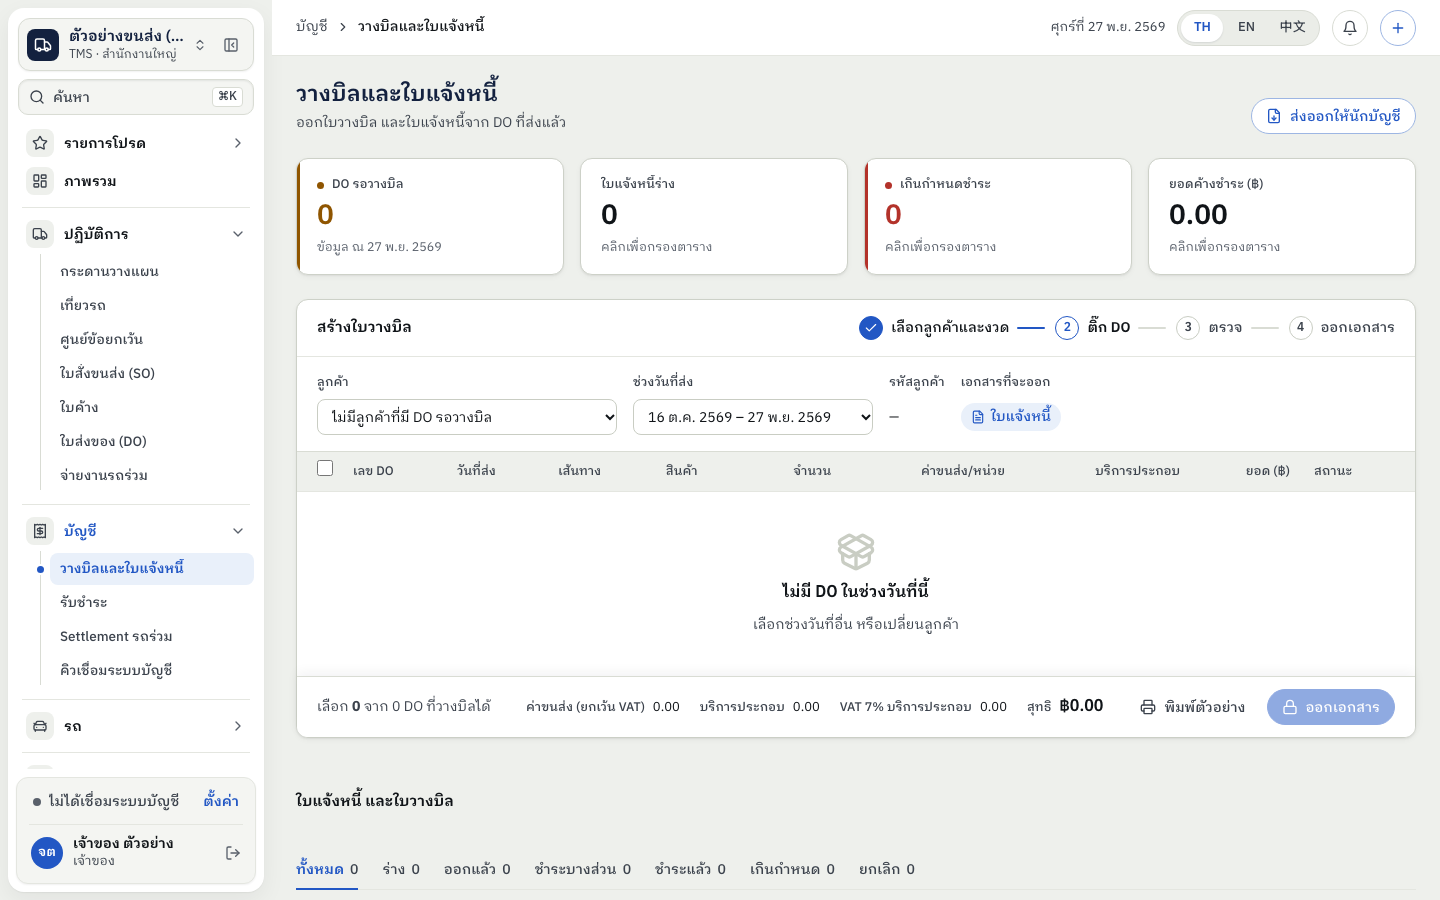 ตัวอย่างขนส่ง (...
TMS · สำนักงานใหญ่
ค้นหา
⌘K
รายการโปรด
ภาพรวม
ปฏิบัติการ
กระดานวางแผน
เที่ยวรถ
ศูนย์ข้อยกเว้น
ใบสั่งขนส่ง (SO)
ใบค้าง
ใบส่งของ (DO)
จ่ายงานรถร่วม
บัญชี
วางบิลและใบแจ้งหนี้
รับชำระ
Settlement รถร่วม
คิวเชื่อมระบบบัญชี
รถ
ไม่ได้เชื่อมระบบบัญชี ตั้งค่า
จต
เจ้าของ ตัวอย่าง
เจ้าของ
บัญชี วางบิลและใบแจ้งหนี้
ศุกร์ที่ 27 พ.ย. 2569
TH EN 中文
วางบิลและใบแจ้งหนี้
ออกใบวางบิล และใบแจ้งหนี้จาก DO ที่ส่งแล้ว
ส่งออกให้นักบัญชี
DO รอวางบิล
0
ข้อมูล ณ 27 พ.ย. 2569
ใบแจ้งหนี้ร่าง
0
คลิกเพื่อกรองตาราง
เกินกำหนดชำระ
0
คลิกเพื่อกรองตาราง
ยอดค้างชำระ (฿)
0.00
คลิกเพื่อกรองตาราง
สร้างใบวางบิล
เลือกลูกค้าและงวด 2 ติ๊ก DO 3 ตรวจ 4 ออกเอกสาร
ลูกค้า ช่วงวันที่ส่ง รหัสลูกค้า เอกสารที่จะออก
ไม่มีลูกค้าที่มี DO รอวางบิล 16 ต.ค. 2569 – 27 พ.ย. 2569 – ใบแจ้งหนี้
เลข DO วันที่ส่ง เส้นทาง สินค้า จำนวน ค่าขนส่ง/หน่วย บริการประกอบ ยอด (฿) สถานะ
ไม่มี DO ในช่วงวันที่นี้
เลือกช่วงวันที่อื่น หรือเปลี่ยนลูกค้า
เลือก 0 จาก 0 DO ที่วางบิลได้ ค่าขนส่ง (ยกเว้น VAT) 0.00 บริการประกอบ 0.00 VAT 7% บริการประกอบ 0.00 สุทธิ ฿0.00 พิมพ์ตัวอย่าง ออกเอกสาร
ใบแจ้งหนี้ และใบวางบิล
ทั้งหมด 0 ร่าง 0 ออกแล้ว 0 ชำระบางส่วน 0 ชำระแล้ว 0 เกินกำหนด 0 ยกเลิก 0